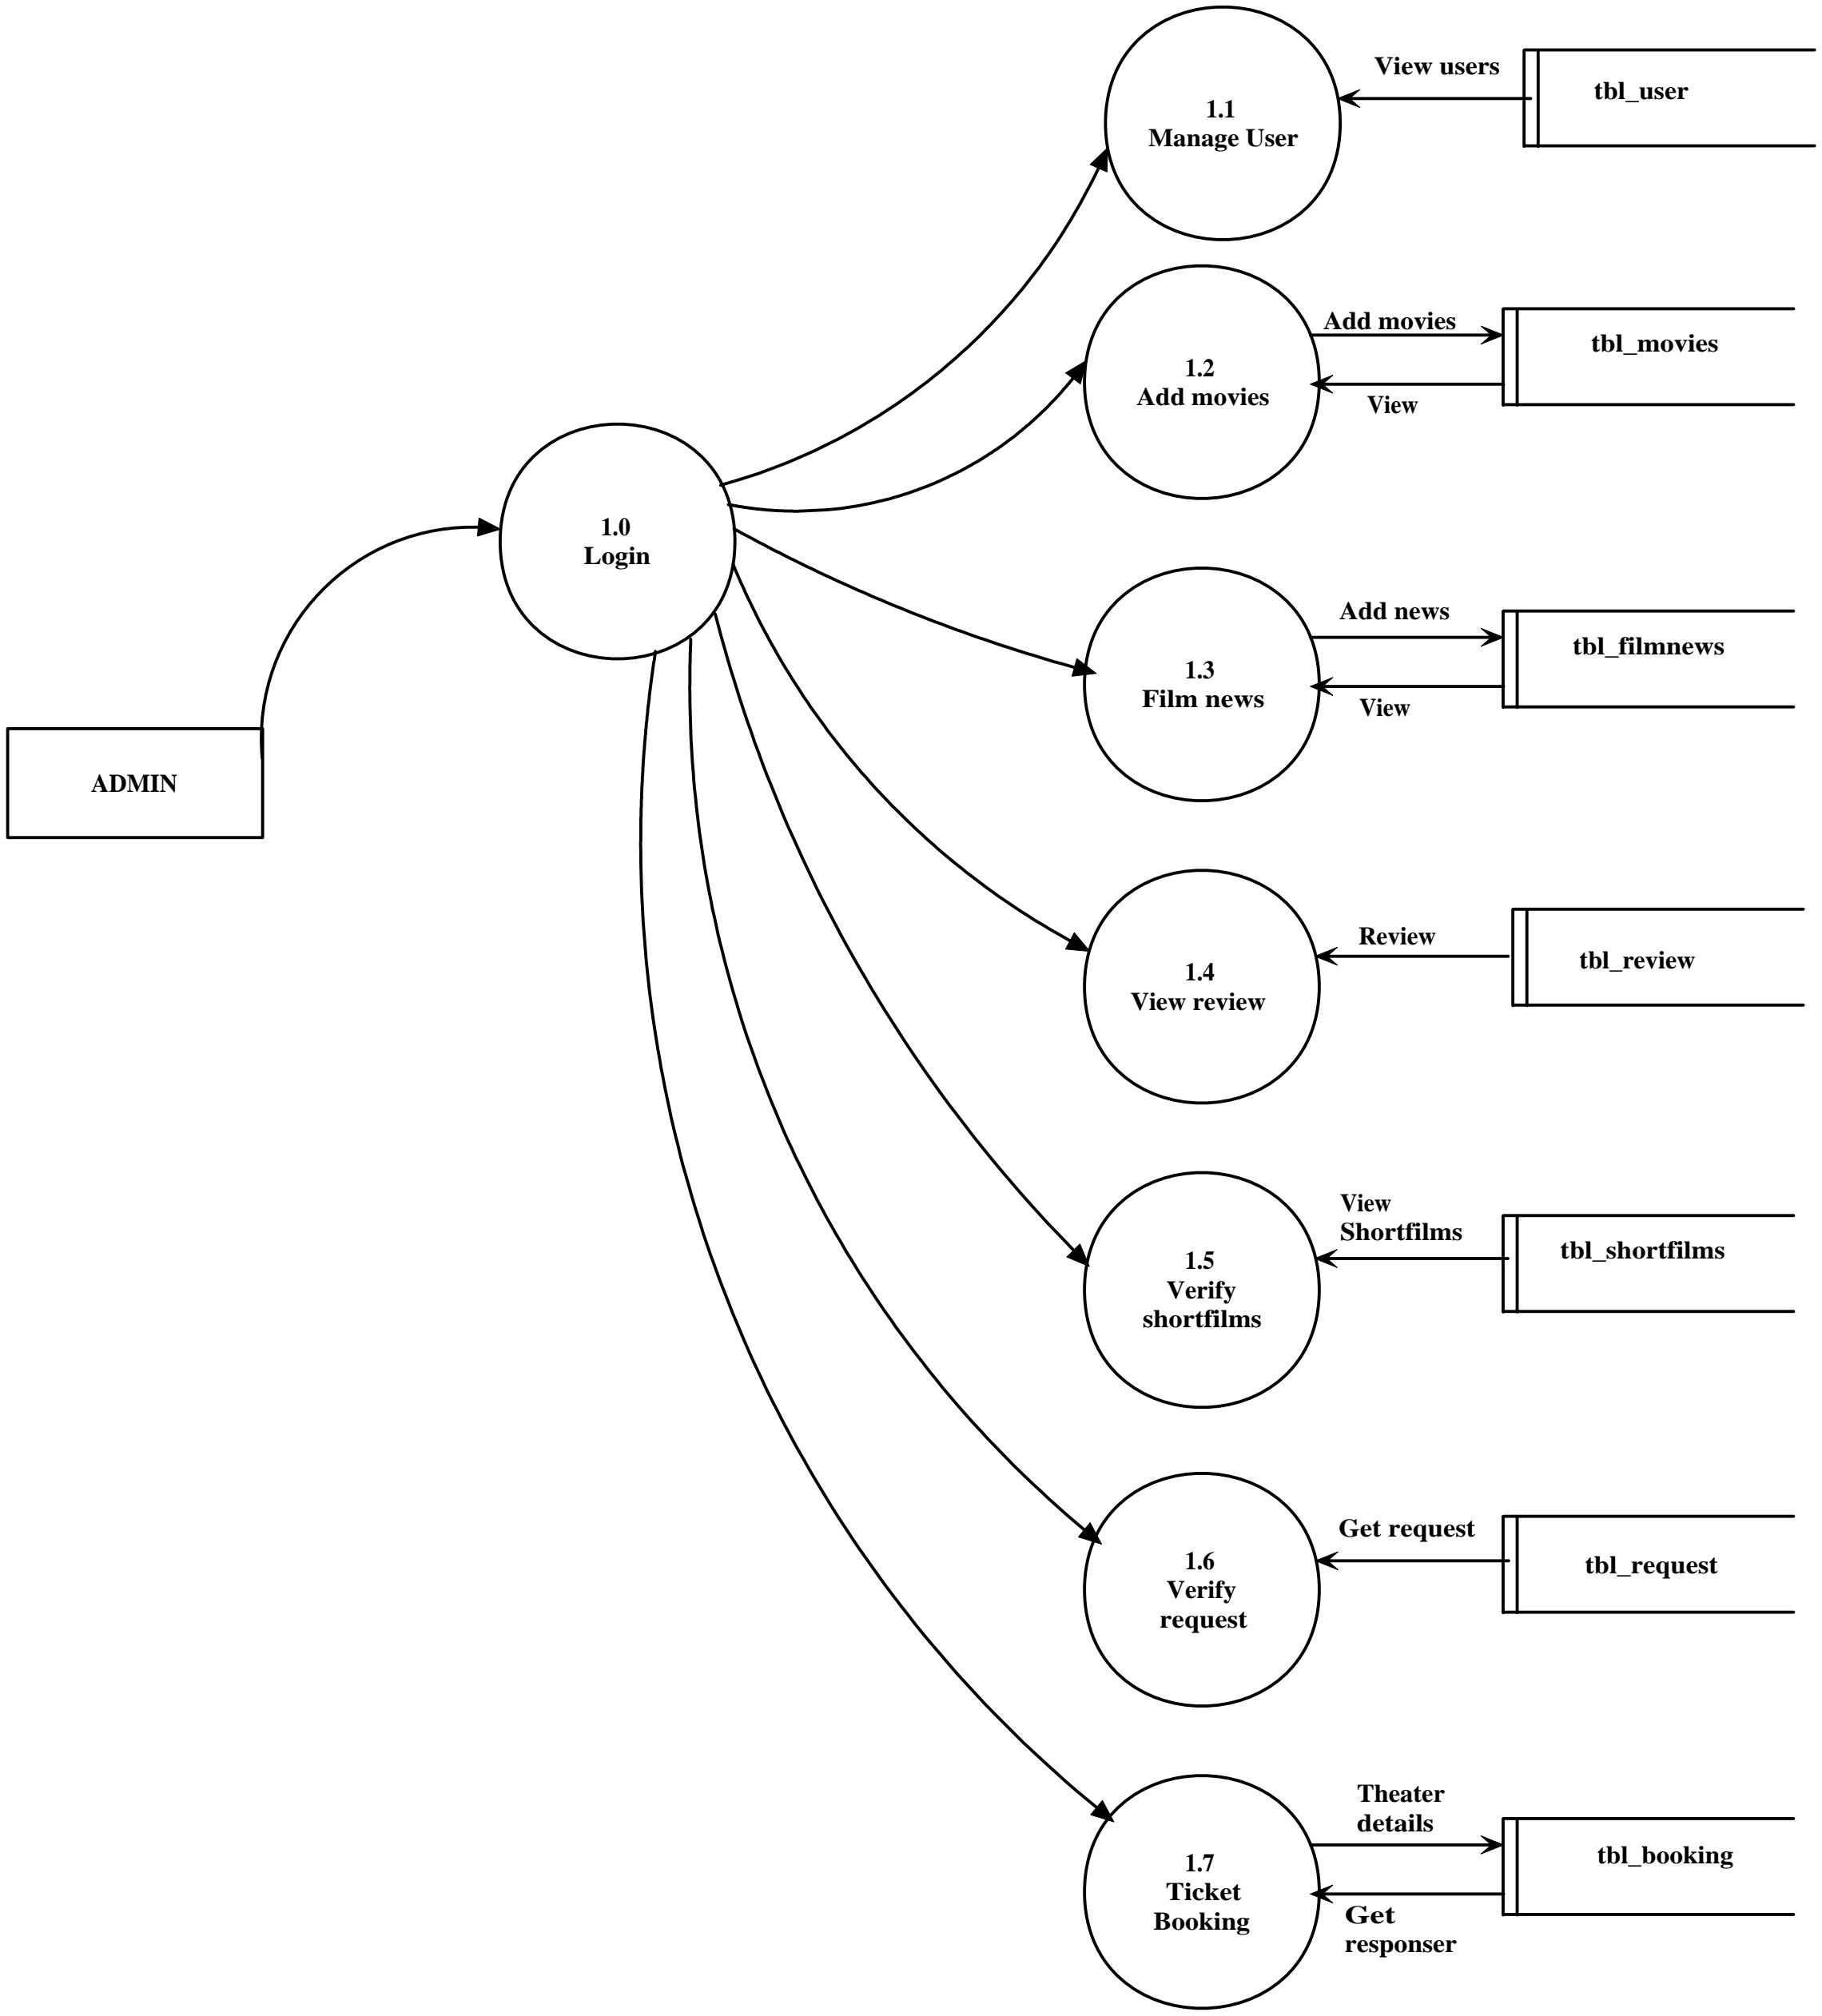 View users
tbl_user
1.1
Manage User
Add movies
tbl_movies
1.2
Add movies
View
1.0
Login
Add news
tbl_filmnews
1.3
Film news
View
ADMIN
Review
tbl_review
1.4
View review
View
Shortfilms
tbl_shortfilms
1.5
Verify
shortfilms
Get request
tbl_request
1.6
Verify
request
Theater
details
tbl_booking
1.7
Ticket
Booking
Get
responser